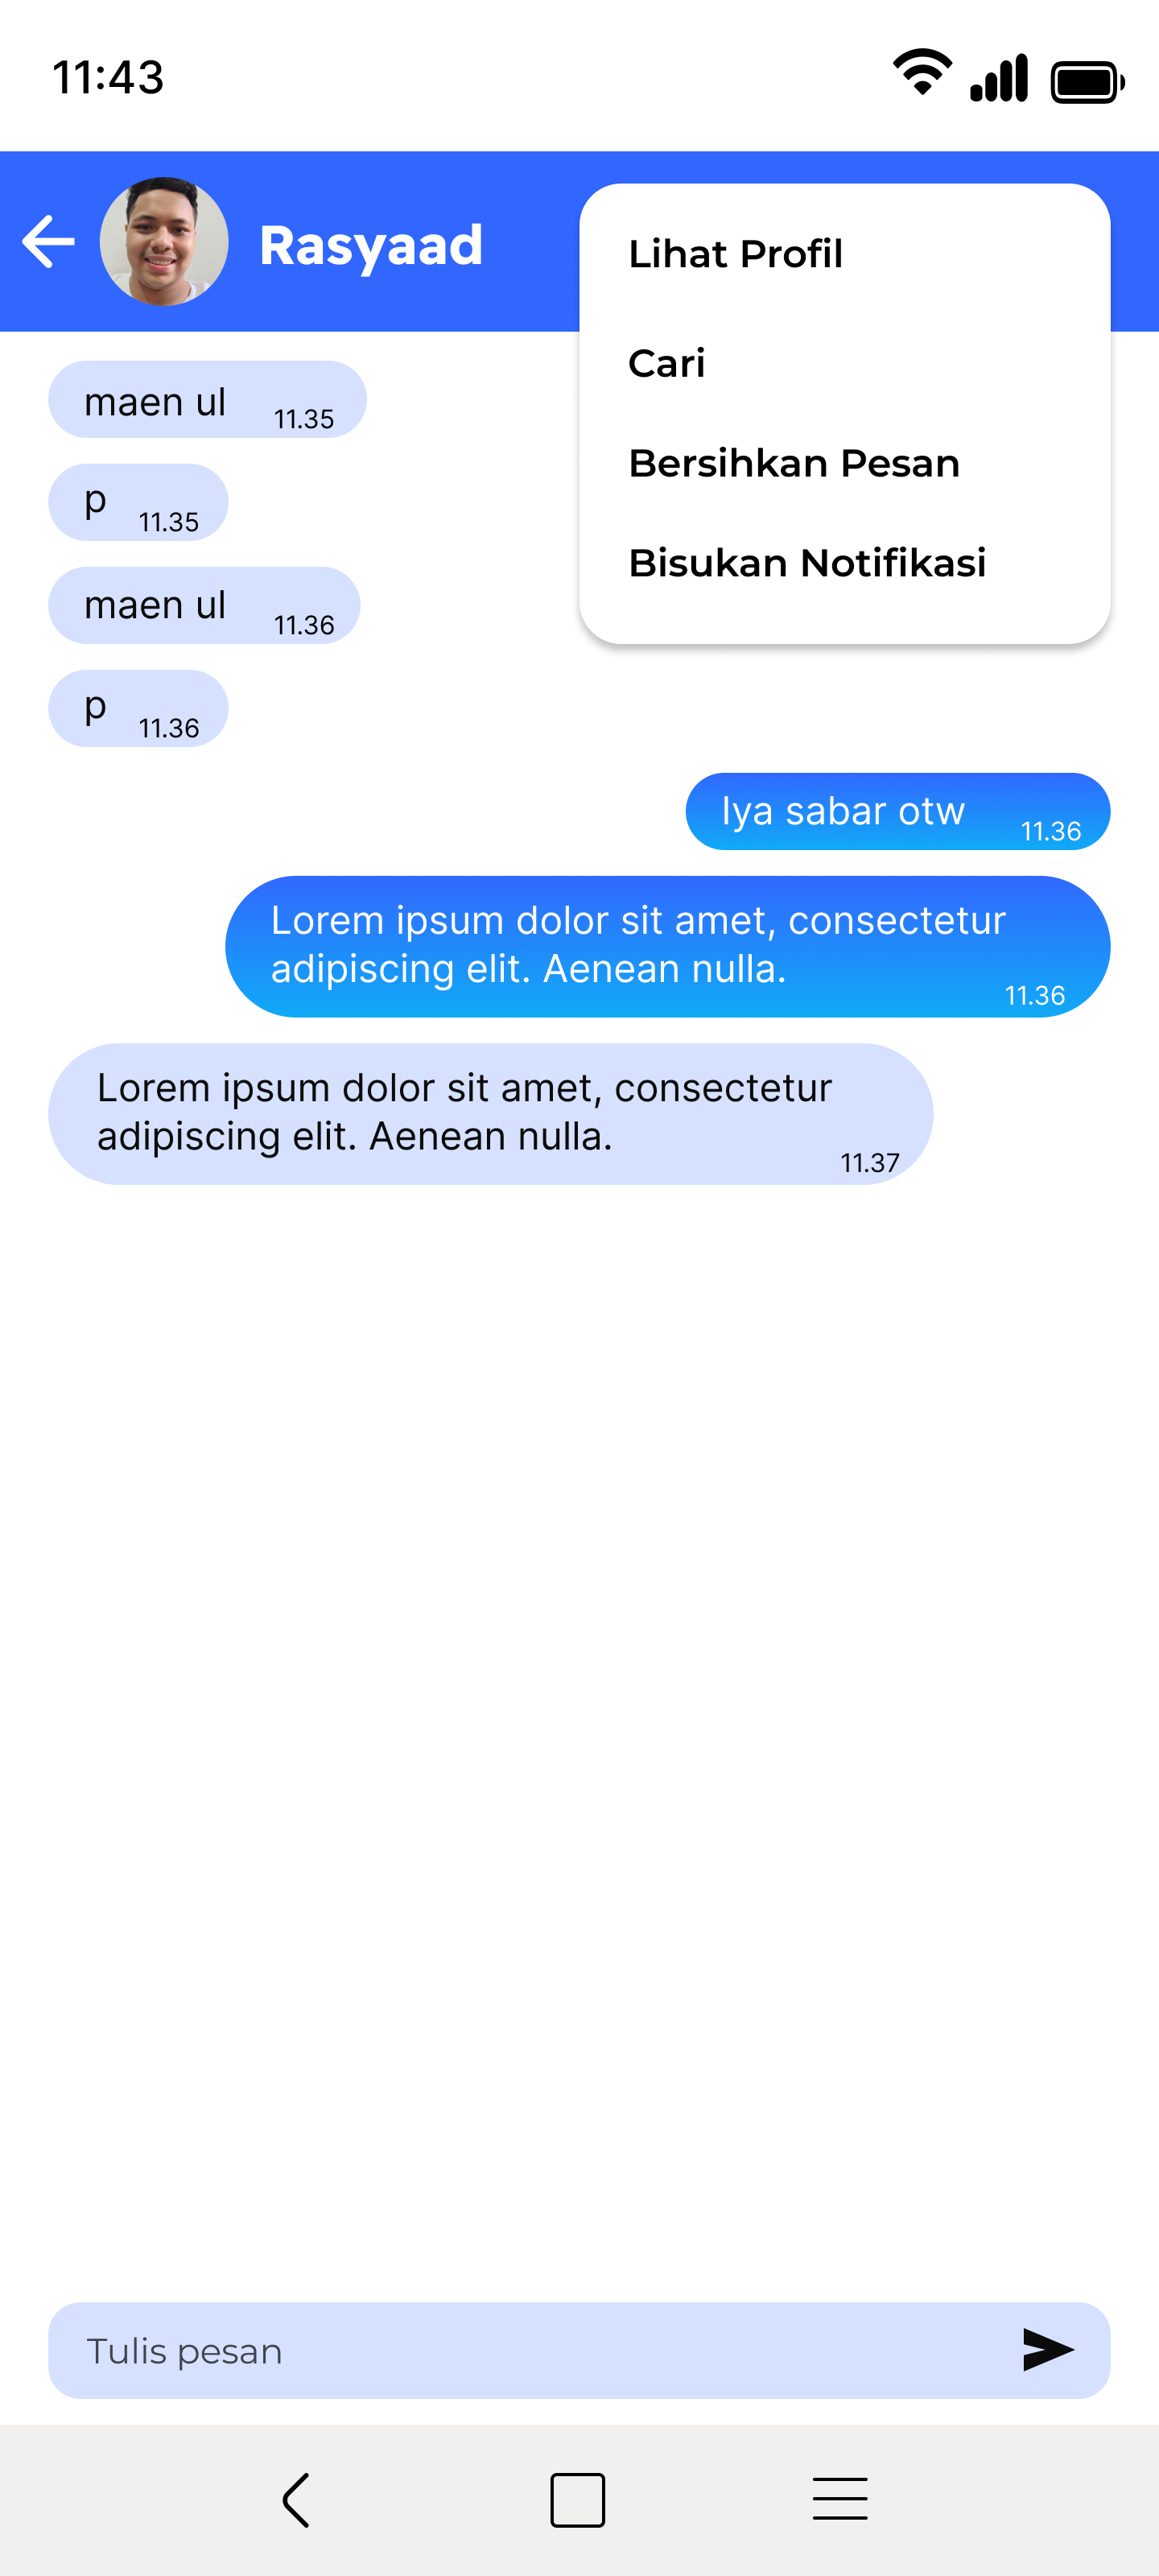 11:43
Rasyaad
Lihat Profil
Cari
Bersihkan Pesan
Bisukan Notifikasi
maen ul 11.35
p 11.35
maen ul 11.36
p 11.36
Iya sabar otw 11.36
Lorem ipsum dolor sit amet, consectetur
adipiscing elit. Aenean nulla.
11.36
Lorem ipsum dolor sit amet, consectetur
adipiscing elit. Aenean nulla.
11.37
Tulis pesan